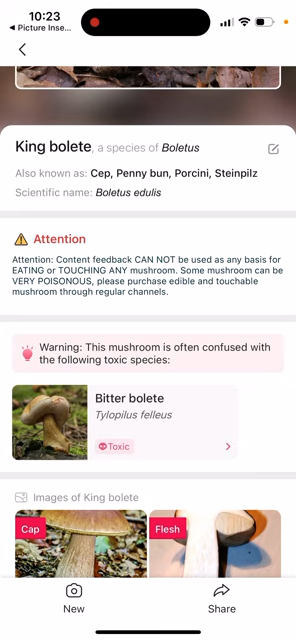 10:23
◀ Picture Inse...
King bolete, a species of Boletus
Also known as: Cep, Penny bun, Porcini, Steinpilz
Scientific name: Boletus edulis
Attention
Attention: Content feedback CAN NOT be used as any basis for
EATING or TOUCHING ANY mushroom. Some mushroom can be
VERY POISONOUS, please purchase edible and touchable
mushroom through regular channels.
Warning: This mushroom is often confused with
the following toxic species:
Bitter bolete
Tylopilus felleus
Toxic
Images of King bolete
Cap
Flesh
New
Share